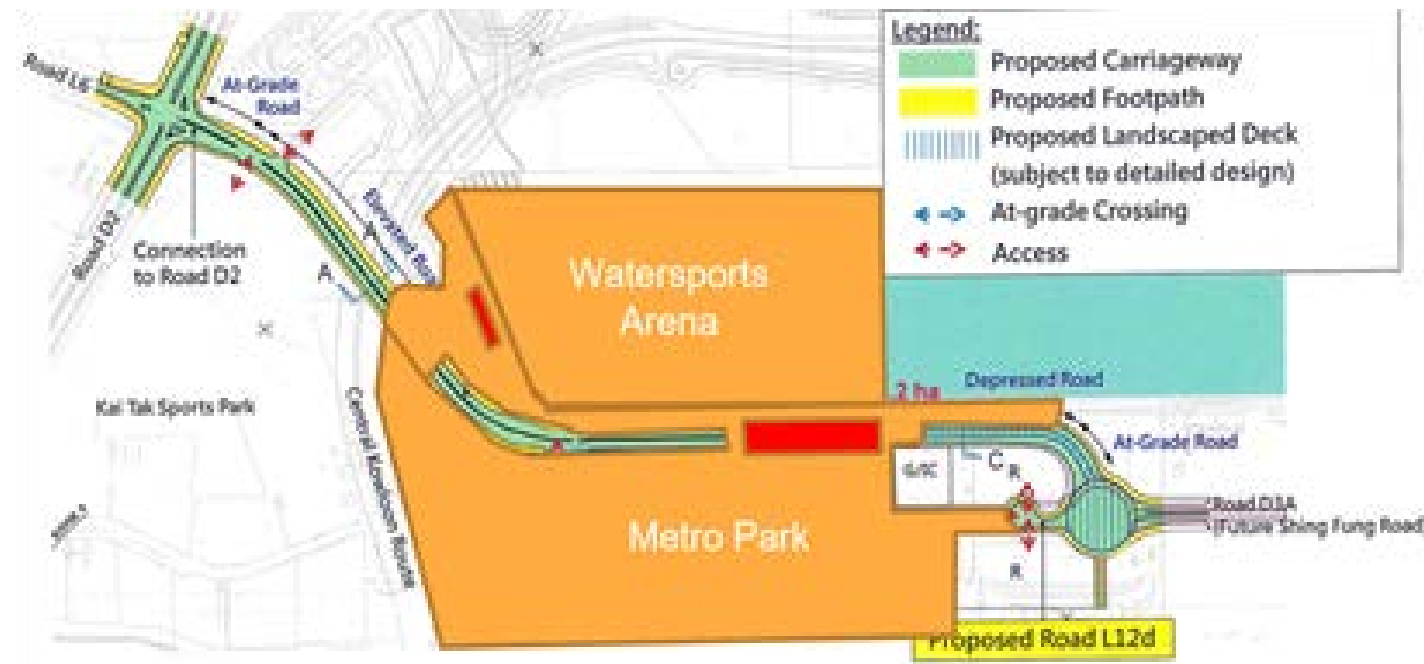 Legend:
Proposed Carriageway
Proposed Footpath
Proposed Landscaped Deck
(subject to detailed design)
At-grade Crossing
Access
Road L6
At-Grade
Road
Elevated Road
Road D2
Connection
to Road D2
A
Watersports
Arena
2 ha
Depressed Road
Kai Tak Sports Park
Central Kowloon Route
G/IC
C
R
At-Grade Road
Road D3A
(Future Shing Fung Road
Metro Park
R
Proposed Road L12d